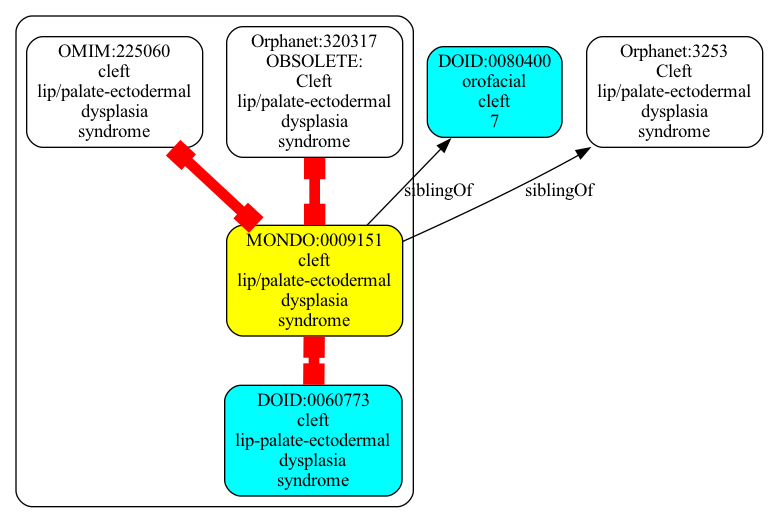 OMIM:225060
cleft
lip/palate-ectodermal
dysplasia
syndrome
Orphanet:320317
OBSOLETE:
Cleft
lip/palate-ectodermal
dysplasia
syndrome
DOID:0080400
orofacial
cleft
7
Orphanet:3253
Cleft
lip/palate-ectodermal
dysplasia
syndrome
siblingOf
siblingOf
MONDO:0009151
cleft
lip/palate-ectodermal
dysplasia
syndrome
DOID:0060773
cleft
lip-palate-ectodermal
dysplasia
syndrome